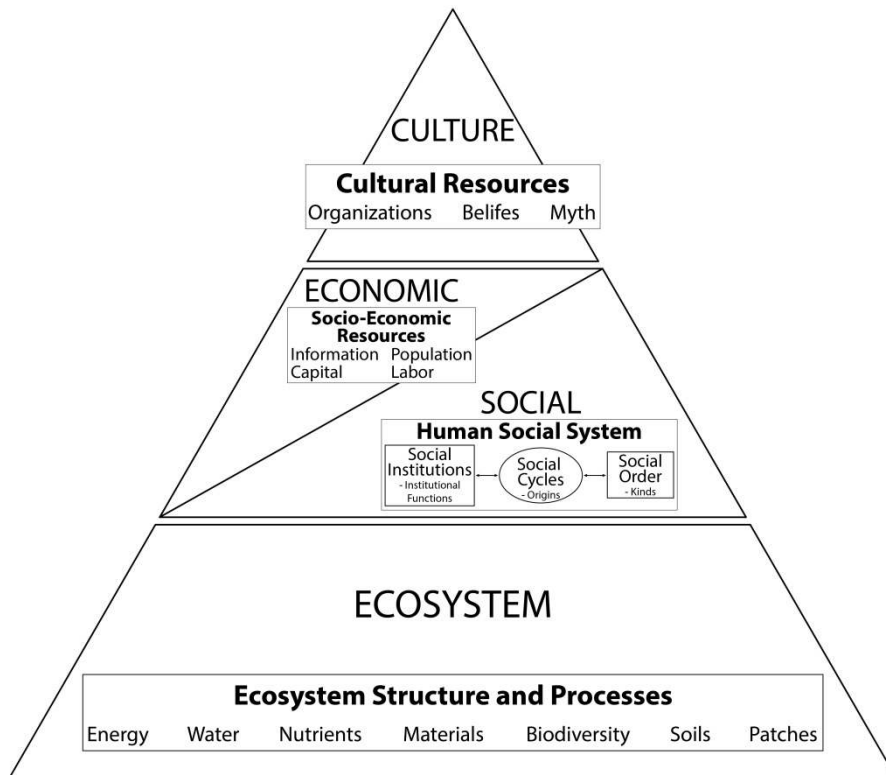 CULTURE
Cultural Resources
Organizations Belifes Myth
ECONOMIC
Socio-Economic
Resources
Information Population
Capital Labor
SOCIAL
Human Social System
Social
Institutions
- Institutional
Functions
Social
Cycles
- Origins
Social
Order
- Kinds
ECOSYSTEM
Ecosystem Structure and Processes
Energy Water Nutrients Materials Biodiversity Soils Patches